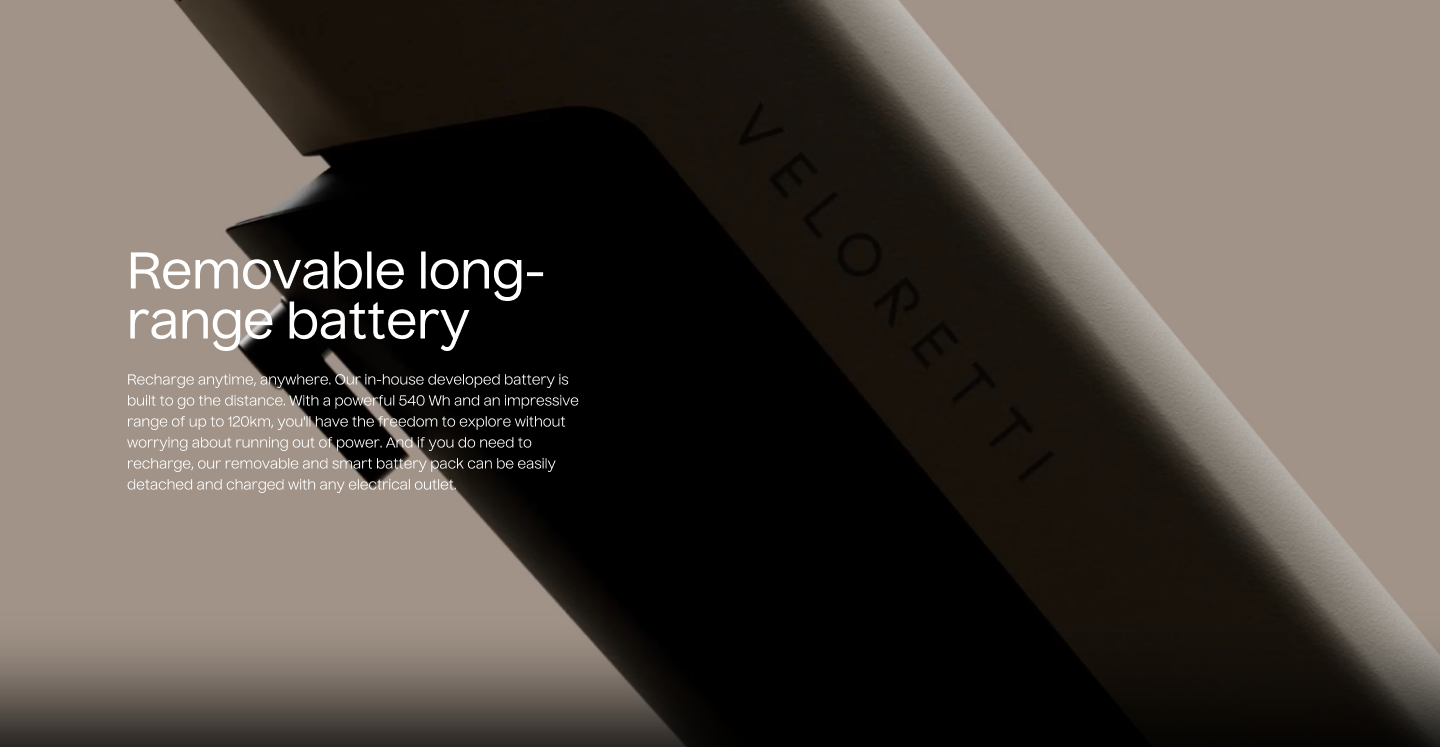 VELORETTI
Removable long-
range battery
Recharge anytime, anywhere. Our in-house developed battery is
built to go the distance. With a powerful 540 Wh and an impressive
range of up to 120km, you'll have the freedom to explore without
worrying about running out of power. And if you do need to
recharge, our removable and smart battery pack can be easily
detached and charged with any electrical outlet.